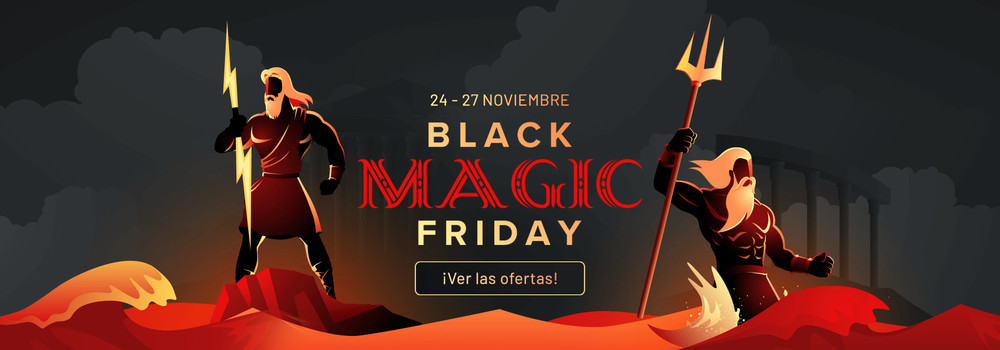 24 - 27 NOVIEMBRE
BLACK
MAGIC
FRIDAY
¡Ver las ofertas!